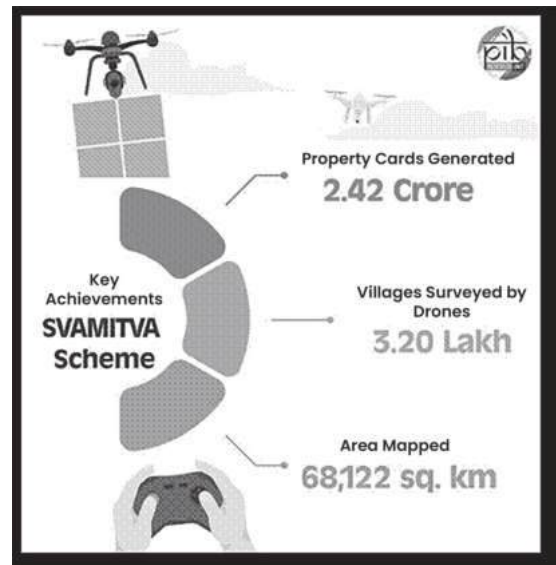 pib
Property Cards Generated
2.42 Crore
Key
Achievements
SVAMITVA
Scheme
Villages Surveyed by
Drones
3.20 Lakh
Area Mapped
68,122 sq. km